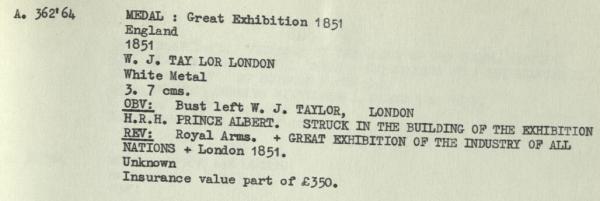 A. 362'64 MEDAL : Great Exhibition 1851
England
1851
W. J. TAY LOR LONDON
White Metal
3. 7 cms.
OBV: Bust left W. J. TAYLOR, LONDON
H.R.H. PRINCE ALBERT. STRUCK IN THE BUILDING OF THE EXHIBITION
REV: Royal Arms. + GREAT EXHIBITION OF THE INDUSTRY OF ALL
NATIONS + London 1851.
Unknown
Insurance value part of £350.